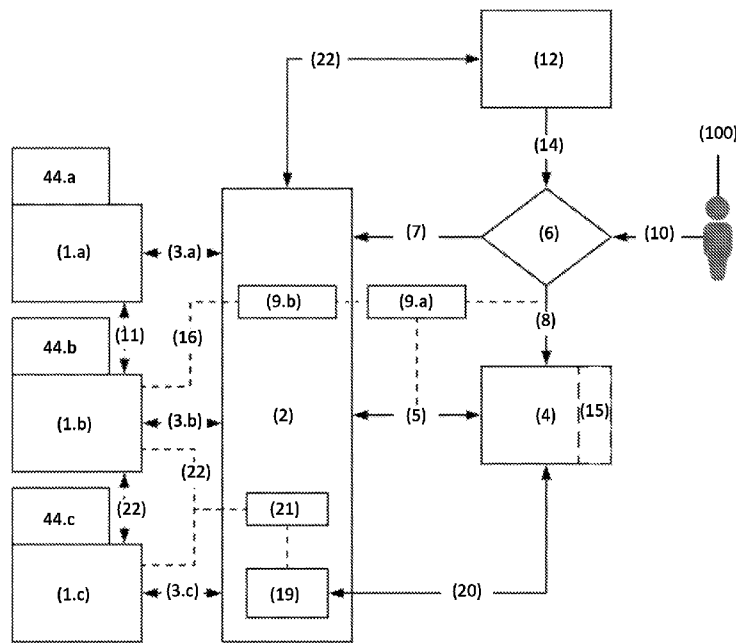 (22)
(12)
(14)
(100)
44.a
(1.a)
(3.a)
(7)
(6)
(10)
(9.b)
(9.a)
(11)
(16)
(8)
44.b
(1.b)
(3.b)
(2)
(5)
(4)
(15)
(22)
(22)
44.c
(21)
(1.c)
(3.c)
(19)
(20)